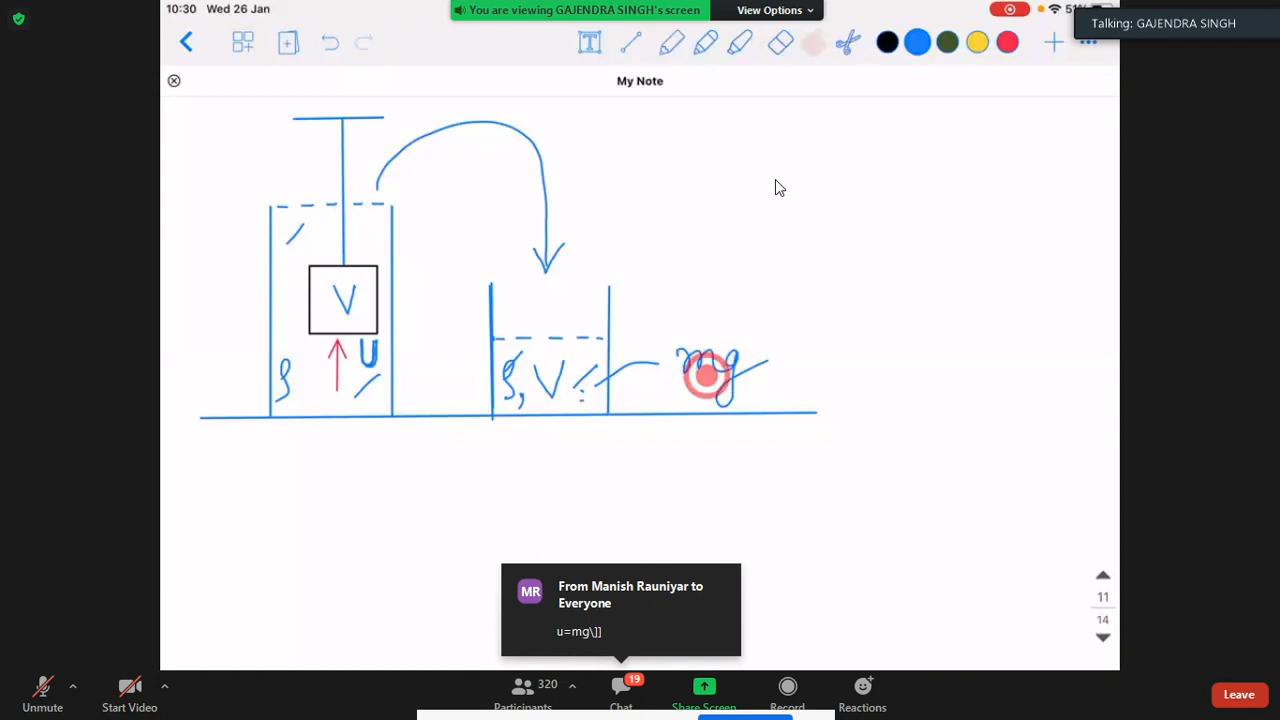 10:30 Wed 26 Jan
You are viewing GAJENDRA SINGH's screen
View Options
51%
Talking: GAJENDRA SINGH
My Note
V
U
V
mg
From Manish Rauniyar to
Everyone
u=mg\]]
11
14
Unmute
Start Video
320
Participants
19
Chat
Share Screen
Record
Reactions
Leave